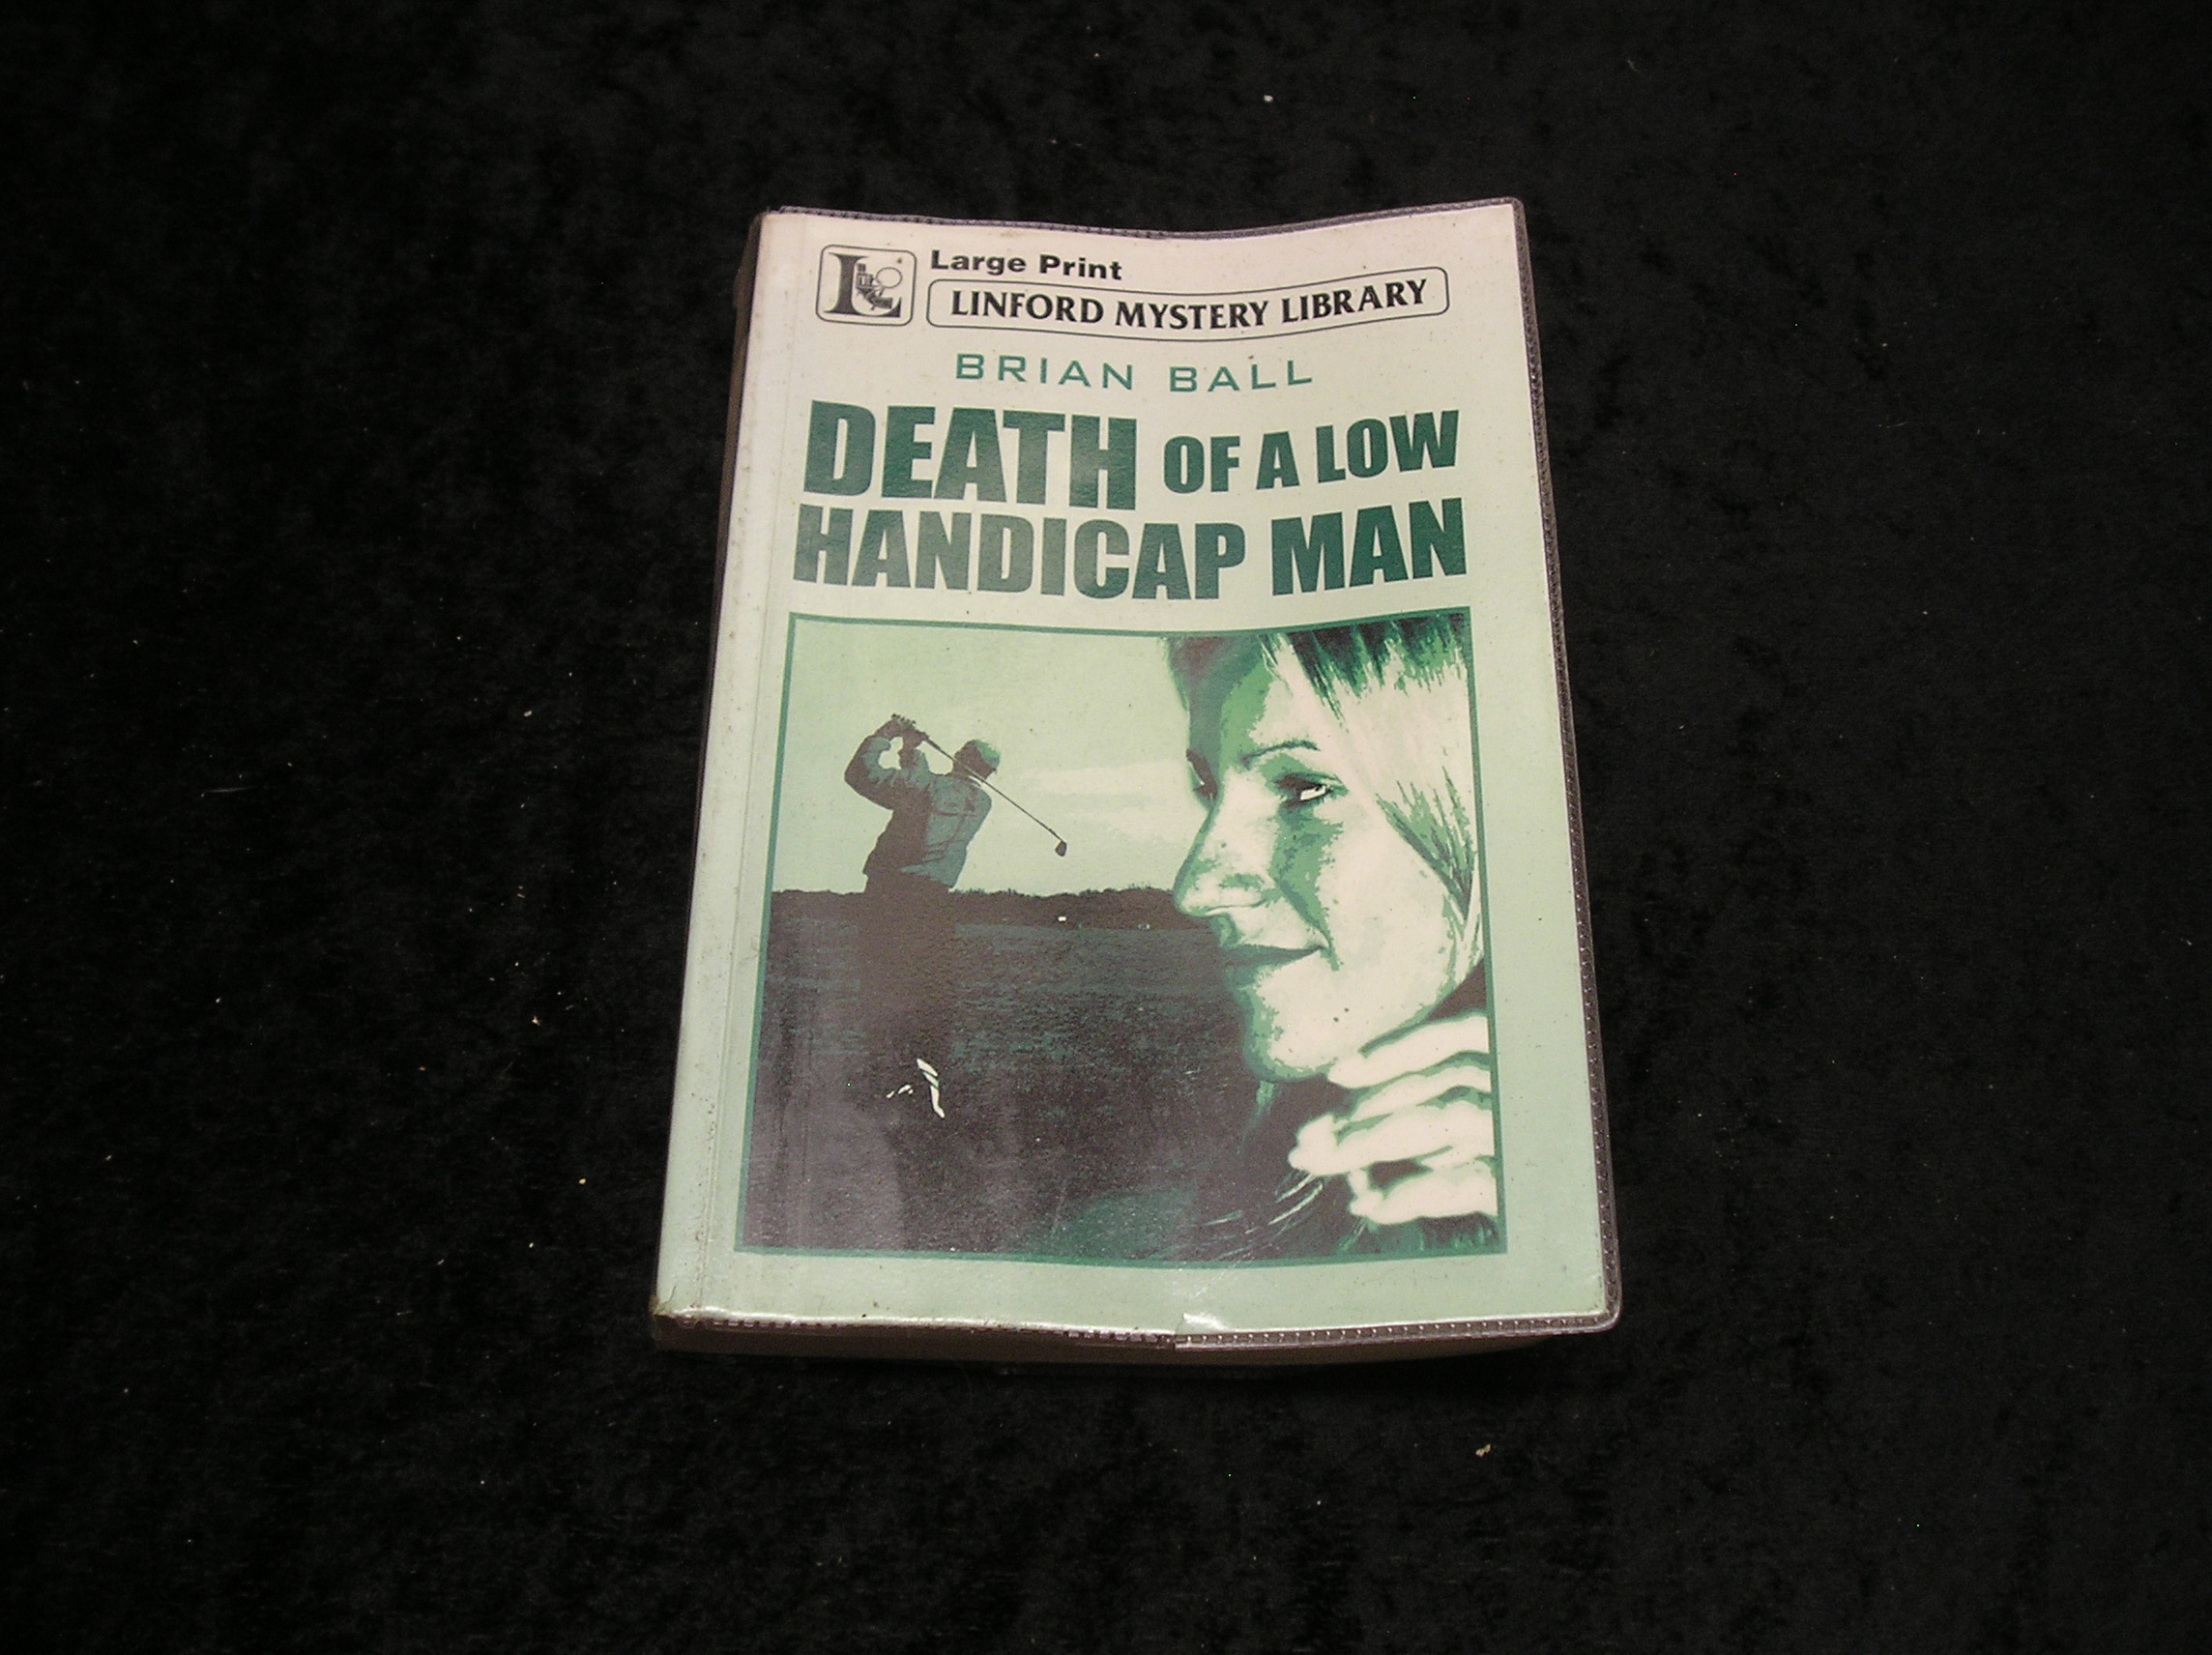 L
Large Print
LINFORD MYSTERY LIBRARY
BRIAN BALL
DEATH OF A LOW
HANDICAP MAN